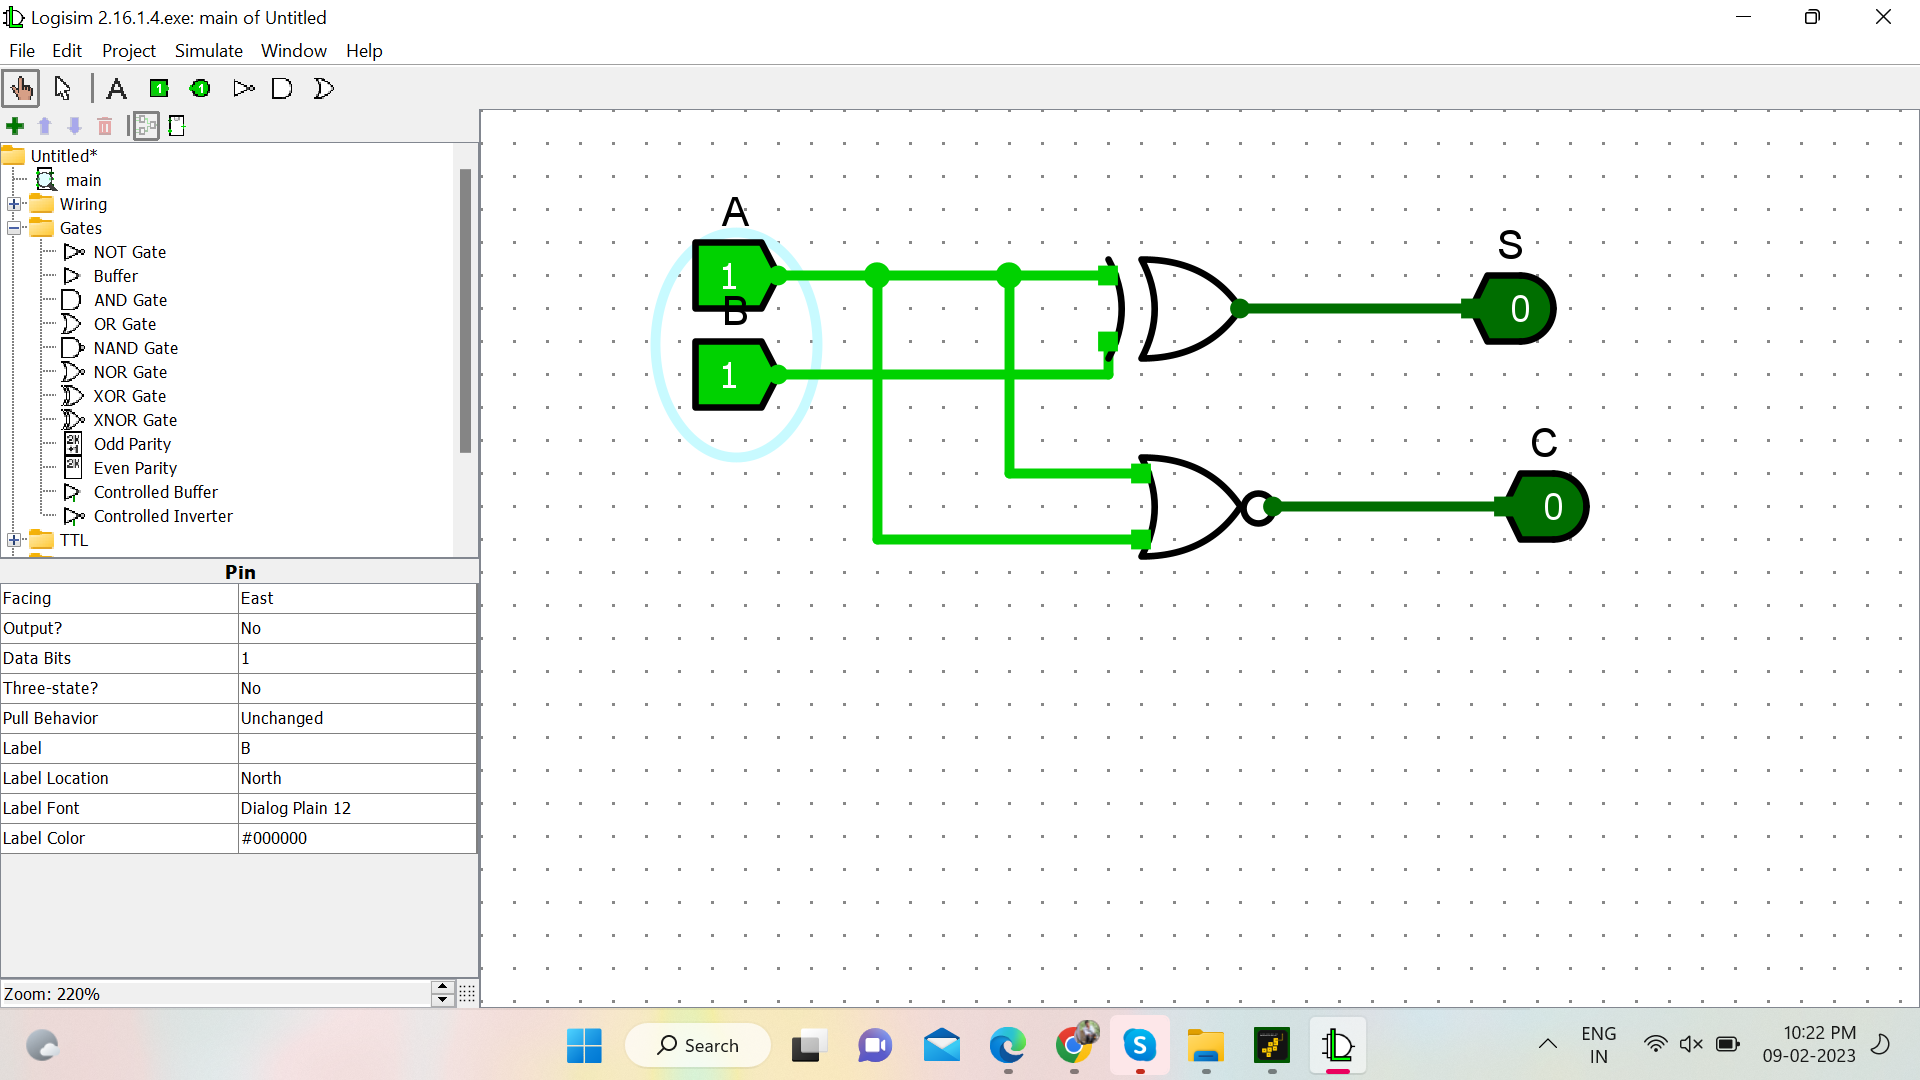 Logisim 2.16.1.4.exe: main of Untitled
File Edit Project Simulate Window Help
A
1
1
Untitled*
main
Wiring
Gates
NOT Gate
Buffer
AND Gate
OR Gate
NAND Gate
NOR Gate
XOR Gate
XNOR Gate
Odd Parity
Even Parity
Controlled Buffer
Controlled Inverter
TTL
Pin
Facing East
Output? No
Data Bits 1
Three-state? No
Pull Behavior Unchanged
Label B
Label Location North
Label Font Dialog Plain 12
Label Color #000000
Zoom: 220%
A
1
B
1
S
0
C
0
Search
ENG
IN
10:22 PM
09-02-2023